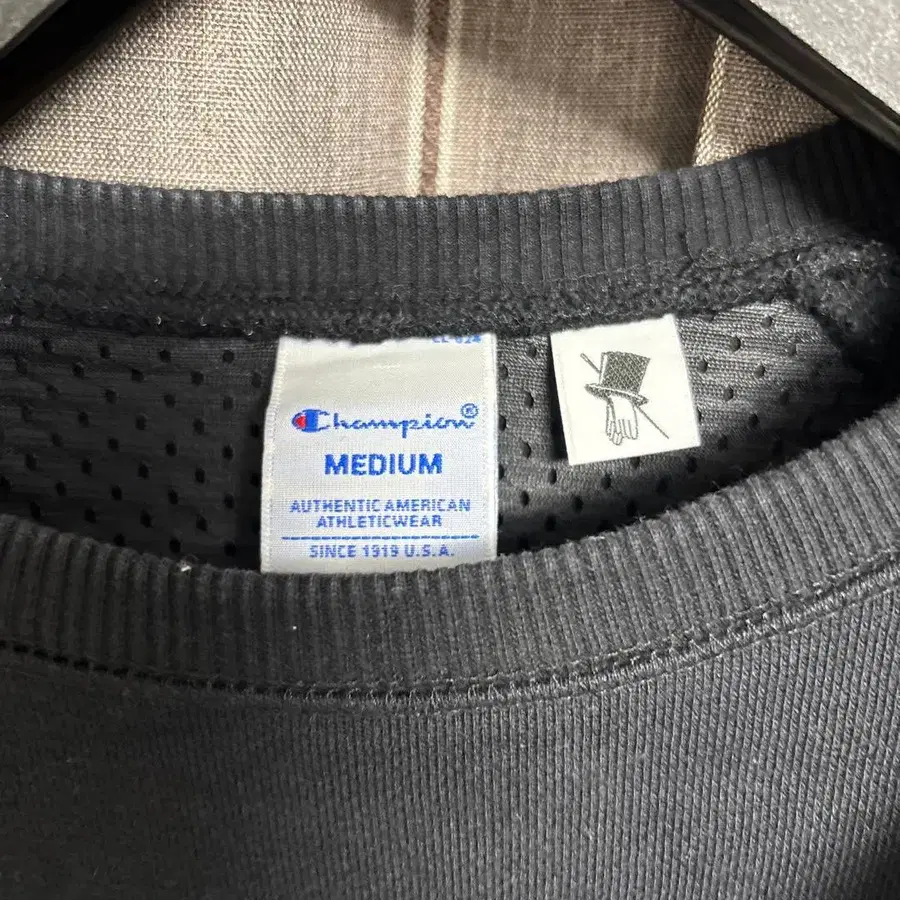 Champion®
MEDIUM
AUTHENTIC AMERICAN
ATHLETICWEAR
SINCE 1919 U.S.A.